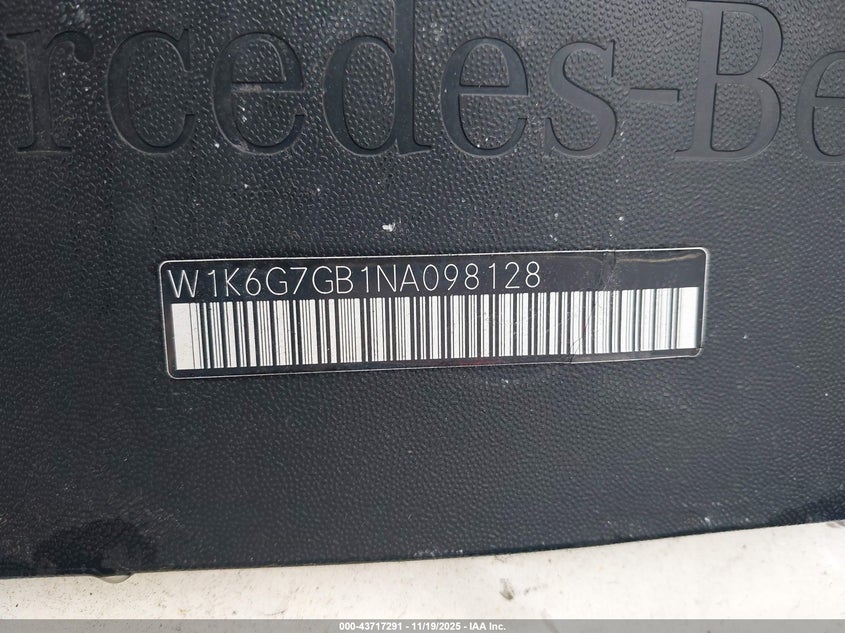 rcedes-Be
W1K6G7GB1NA098128
000-43717291 - 11/19/2025 - IAA Inc.